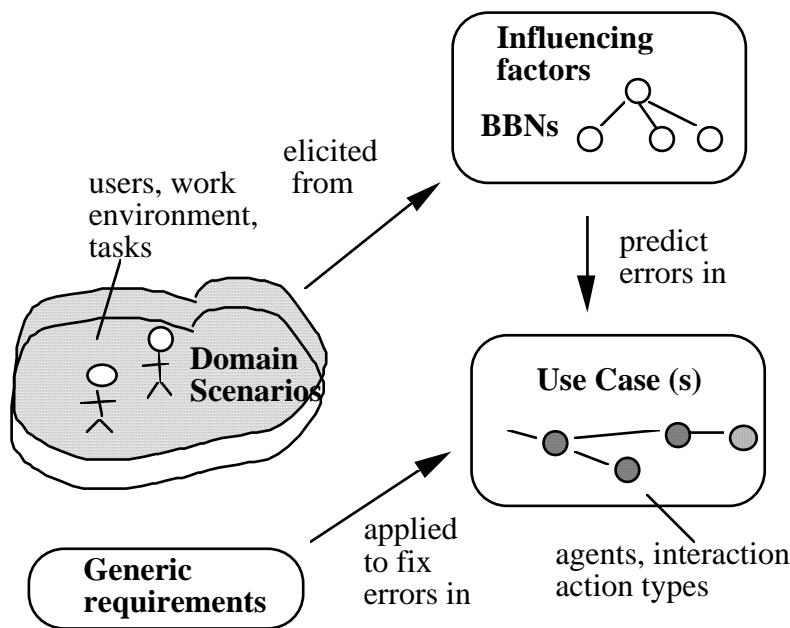 Influencing
factors
BBNs
elicited
from
users, work
environment,
tasks
predict
errors in
Domain
Scenarios
Use Case (s)
applied
to fix
errors in
agents, interaction
action types
Generic
requirements